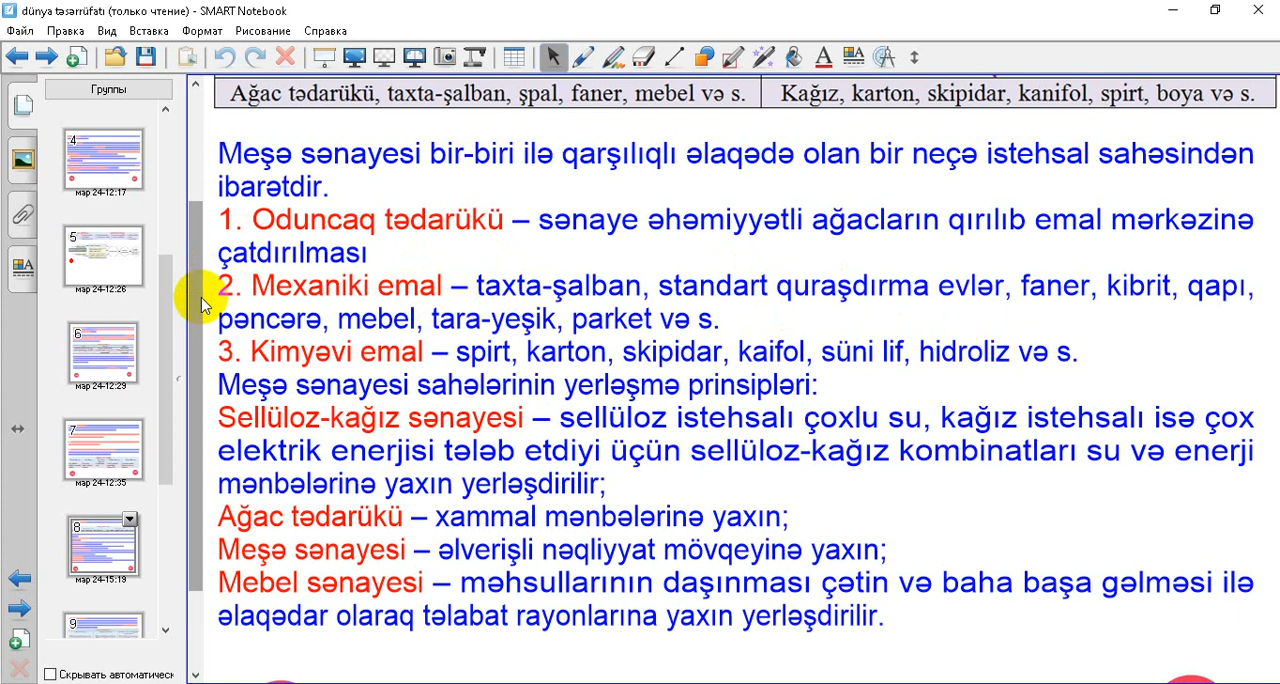 dünya təsərrüfatı (только чтение) - SMART Notebook
Файл Правка Вид Вставка Формат Рисование Справка
Группы
4
мар 24-12:17
5
мар 24-12:26
6
мар 24-12:29
7
мар 24-12:35
8
мар 24-15:19
9
Скрывать автоматическ
Ağac tədarükü, taxta-şalban, şpal, faner, mebel və s. Kağız, karton, skipidar, kanifol, spirt, boya və s.
Meşə sənayesi bir-biri ilə qarşılıqlı əlaqədə olan bir neçə istehsal sahəsindən
ibarətdir.
1. Oduncaq tədarükü – sənaye əhəmiyyətli ağacların qırılıb emal mərkəzinə
çatdırılması
2. Mexaniki emal – taxta-şalban, standart quraşdırma evlər, faner, kibrit, qapı,
pəncərə, mebel, tara-yeşik, parket və s.
3. Kimyəvi emal – spirt, karton, skipidar, kaifol, süni lif, hidroliz və s.
Meşə sənayesi sahələrinin yerləşmə prinsipləri:
Sellüloz-kağız sənayesi – sellüloz istehsalı çoxlu su, kağız istehsalı isə çox
elektrik enerjisi tələb etdiyi üçün sellüloz-kağız kombinatları su və enerji
mənbələrinə yaxın yerləşdirilir;
Ağac tədarükü – xammal mənbələrinə yaxın;
Meşə sənayesi – əlverişli nəqliyyat mövqeyinə yaxın;
Mebel sənayesi – məhsullarının daşınması çətin və baha başa gəlməsi ilə
əlaqədar olaraq təlabat rayonlarına yaxın yerləşdirilir.